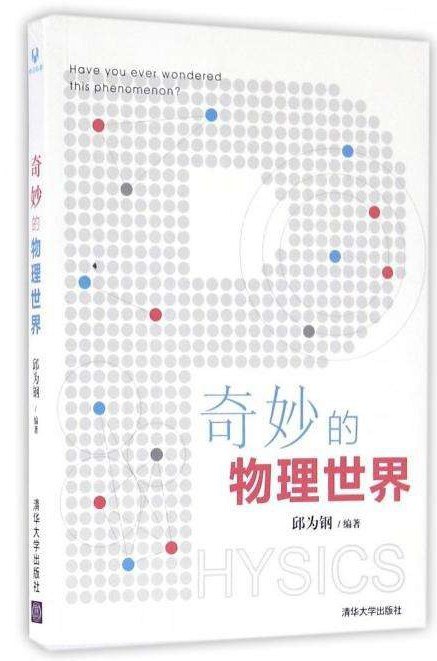 Have you ever wondered
this phenomenon?
奇妙的
物理世界
邱为钢 / 编著
HYSICS
清华大学出版社
奇妙的物理世界
邱为钢 / 编著
清华大学出版社